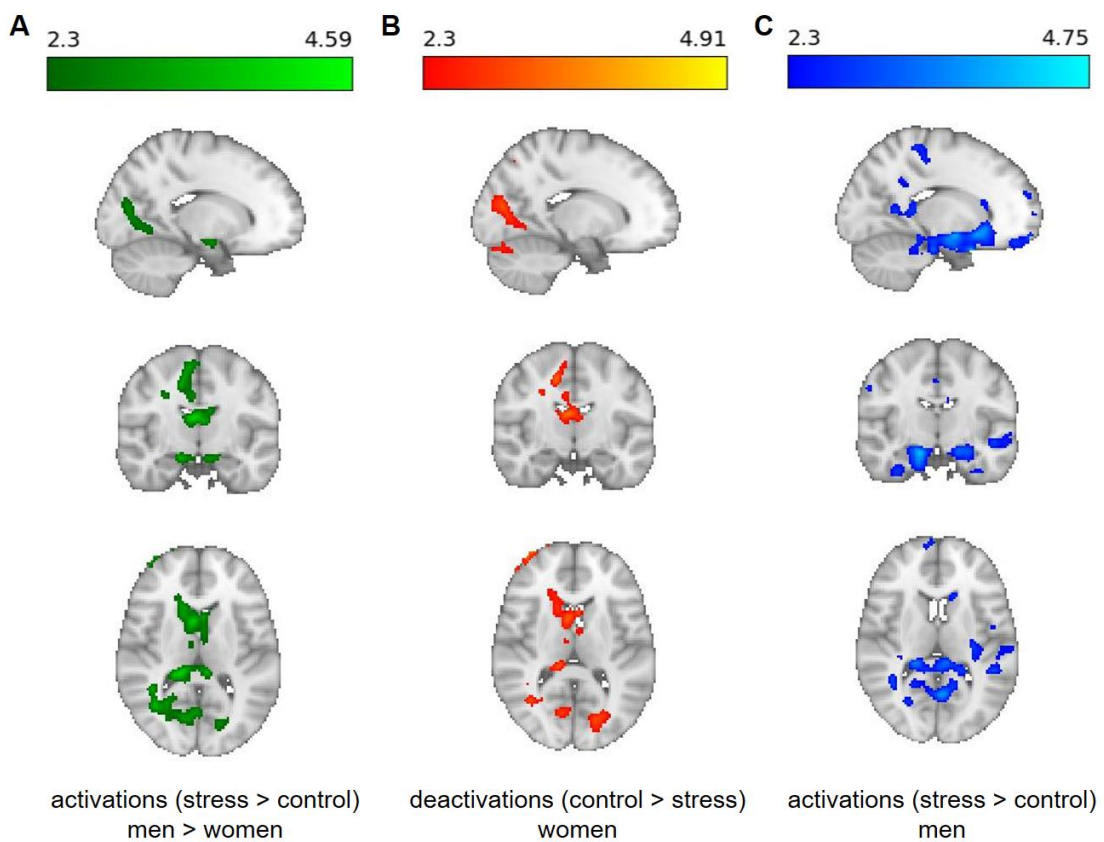 A
2.3 4.59
B
2.3 4.91
C
2.3 4.75
activations (stress > control)
men > women
deactivations (control > stress)
women
activations (stress > control)
men